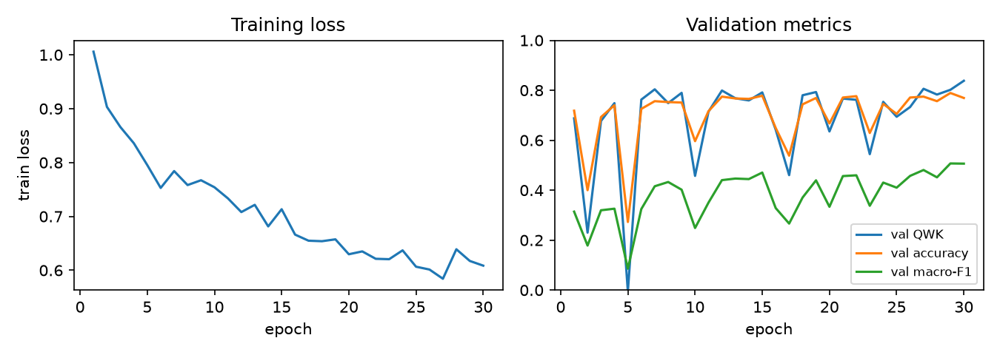 Training loss
1.0
0.9
0.8
0.7
0.6
train loss
0 5 10 15 20 25 30
epoch
Validation metrics
1.0
0.8
0.6
0.4
0.2
0.0
val QWK
val accuracy
val macro-F1
0 5 10 15 20 25 30
epoch